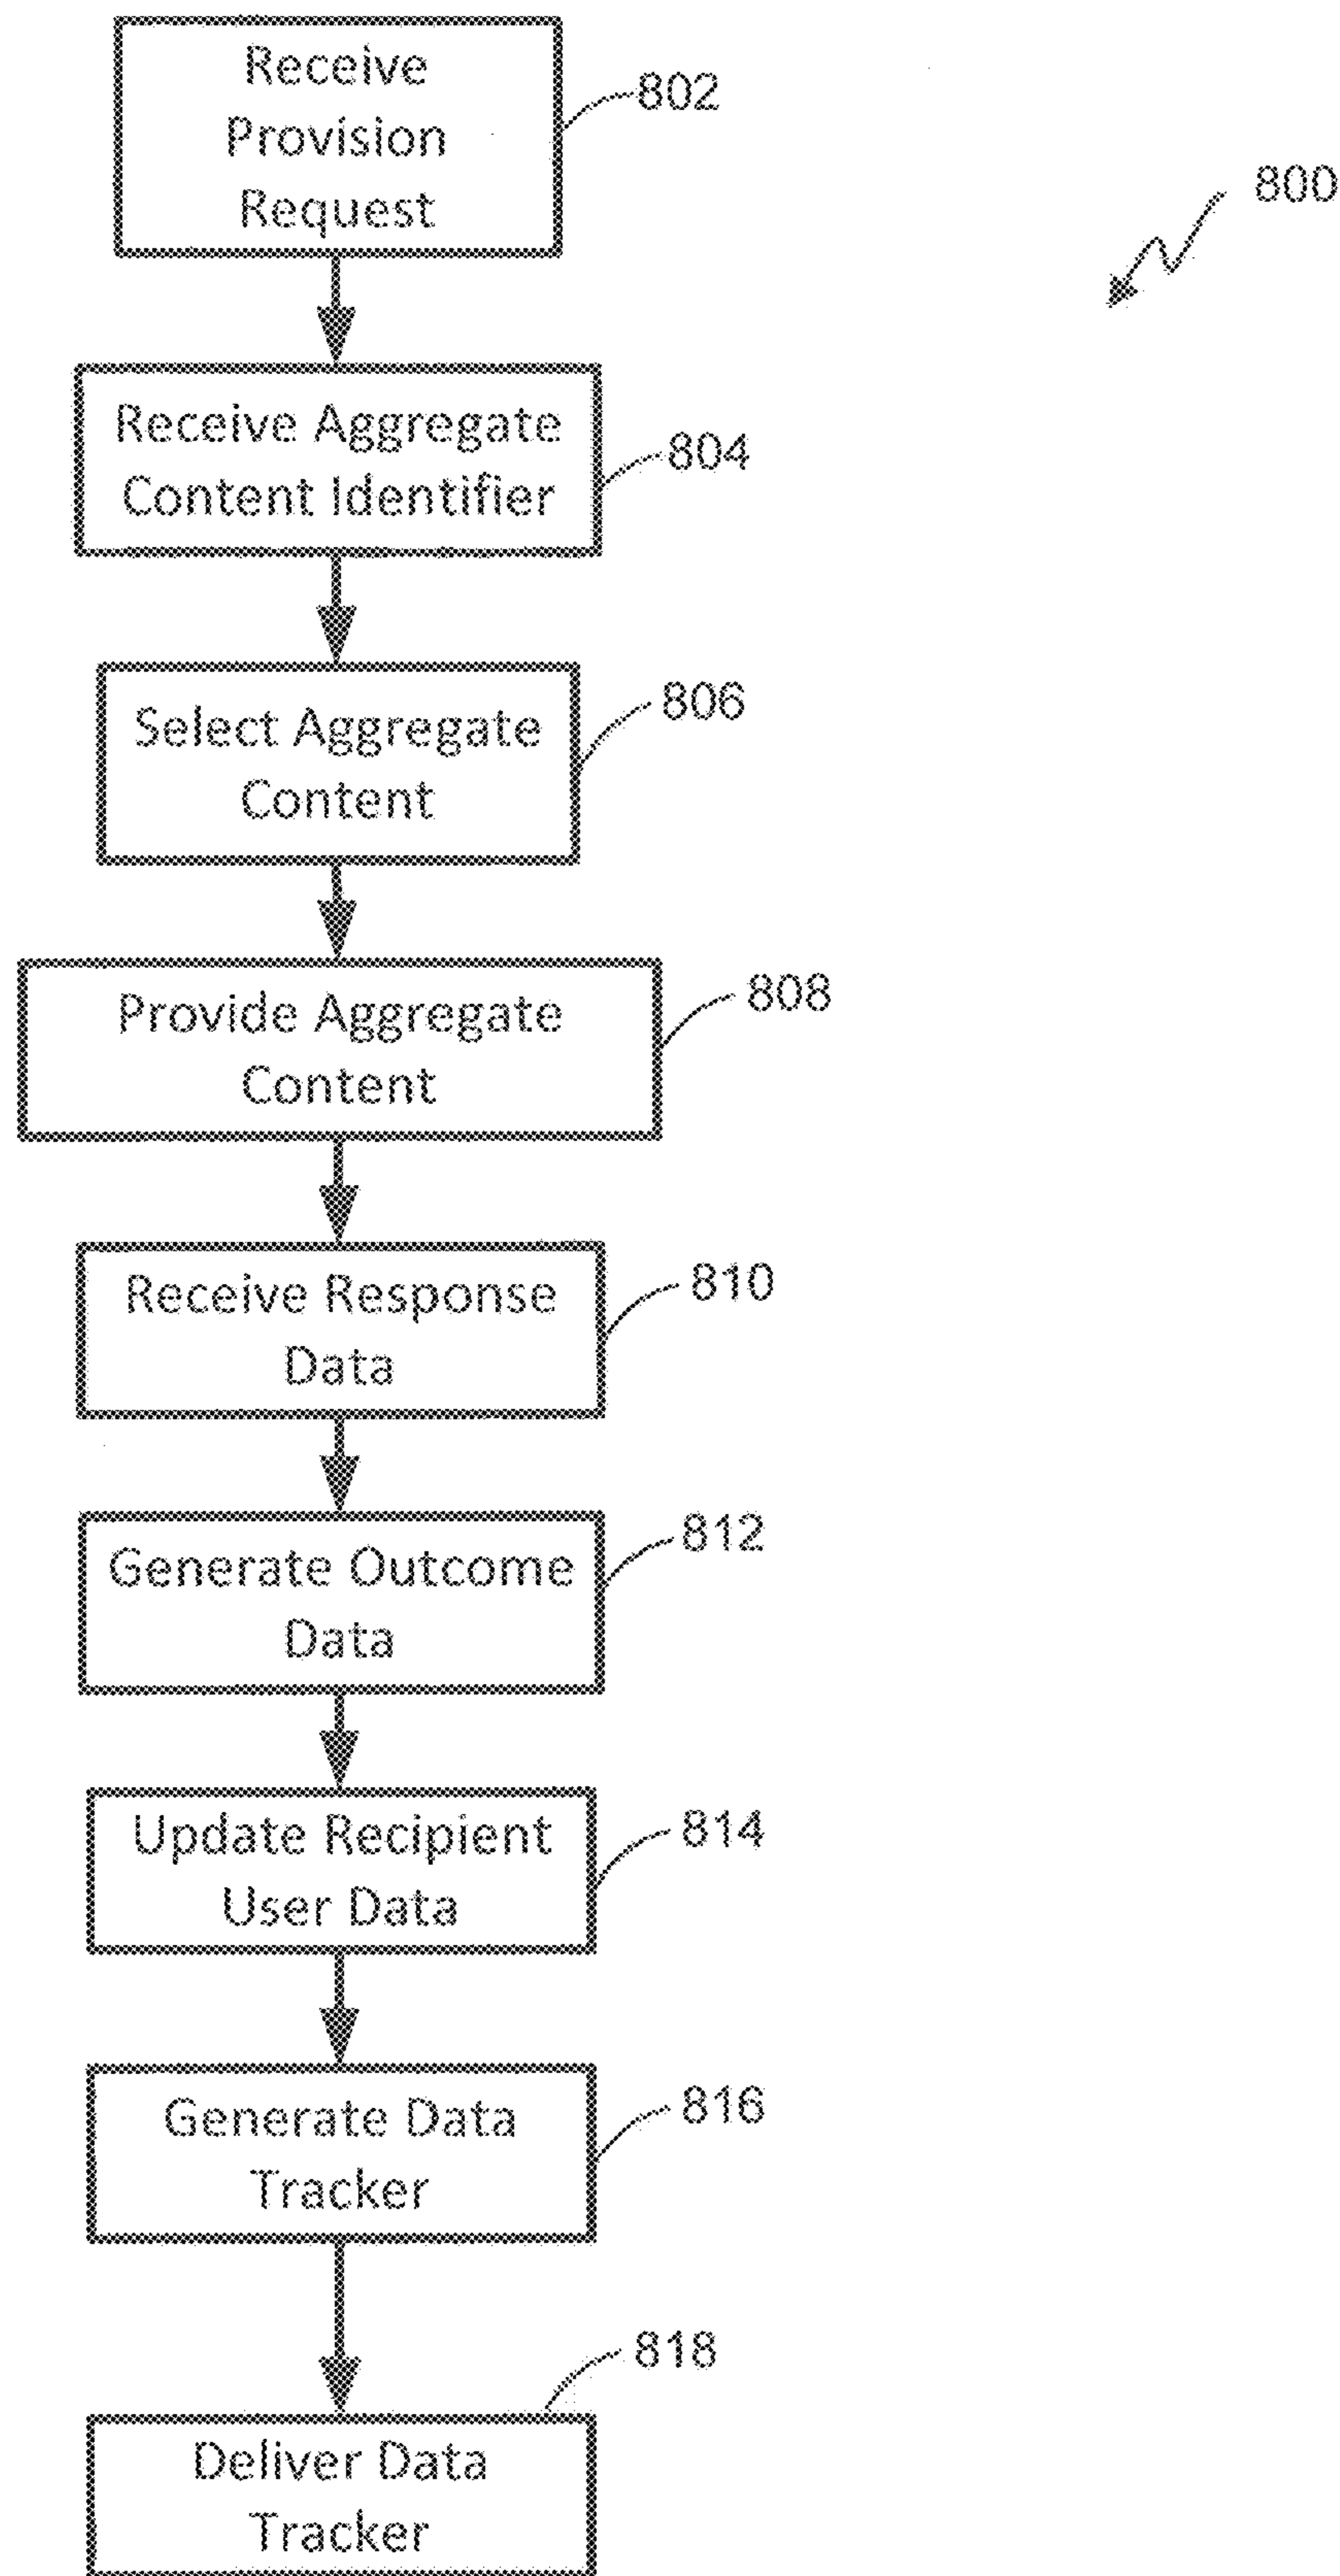 Receive
Provision
Request
802
800
Receive Aggregate
Content Identifier
804
Select Aggregate
Content
806
Provide Aggregate
Content
808
Receive Response
Data
810
Generate Outcome
Data
812
Update Recipient
User Data
814
Generate Data
Tracker
816
818
Deliver Data
Tracker